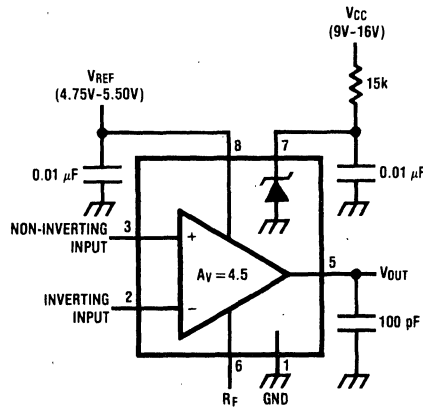 VCC
(9V–16V)
VREF
(4.75V–5.50V)
15k
8
7
0.01 µF
0.01 µF
NON-INVERTING
INPUT
3
+
AV = 4.5
5
VOUT
INVERTING
INPUT
2
−
100 pF
6
1
RF
GND